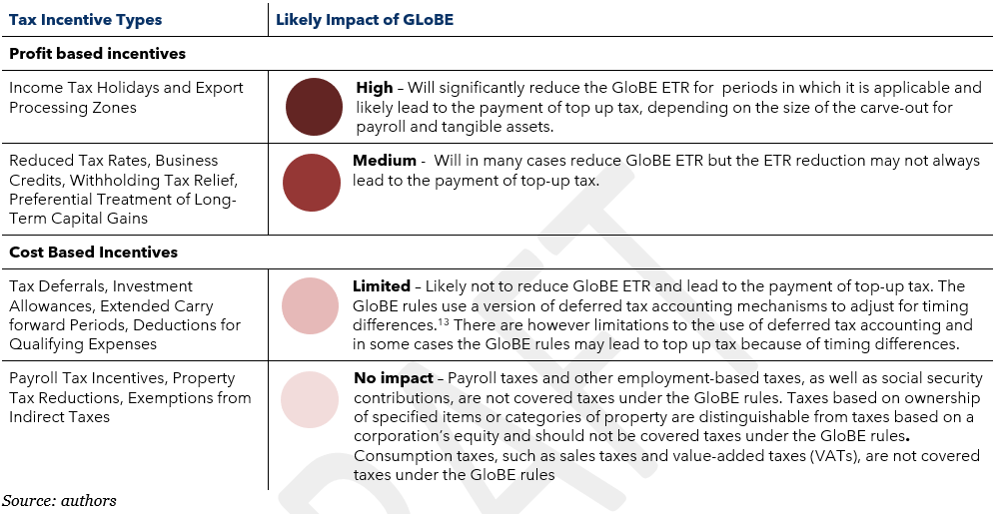 Tax Incentive Types
Likely Impact of GLoBE
Profit based incentives
Income Tax Holidays and Export
Processing Zones
High – Will significantly reduce the GloBE ETR for periods in which it is applicable and
likely lead to the payment of top up tax, depending on the size of the carve-out for
payroll and tangible assets.
Reduced Tax Rates, Business
Credits, Withholding Tax Relief,
Preferential Treatment of Long-
Term Capital Gains
Medium - Will in many cases reduce GloBE ETR but the ETR reduction may not always
lead to the payment of top-up tax.
Cost Based Incentives
Tax Deferrals, Investment
Allowances, Extended Carry
forward Periods, Deductions for
Qualifying Expenses
Limited – Likely not to reduce GloBE ETR and lead to the payment of top-up tax. The
GloBE rules use a version of deferred tax accounting mechanisms to adjust for timing
differences.¹³ There are however limitations to the use of deferred tax accounting and
in some cases the GloBE rules may lead to top up tax because of timing differences.
Payroll Tax Incentives, Property
Tax Reductions, Exemptions from
Indirect Taxes
No impact – Payroll taxes and other employment-based taxes, as well as social security
contributions, are not covered taxes under the GloBE rules. Taxes based on ownership
of specified items or categories of property are distinguishable from taxes based on a
corporation's equity and should not be covered taxes under the GloBE rules.
Consumption taxes, such as sales taxes and value-added taxes (VATs), are not covered
taxes under the GloBE rules
Source: authors